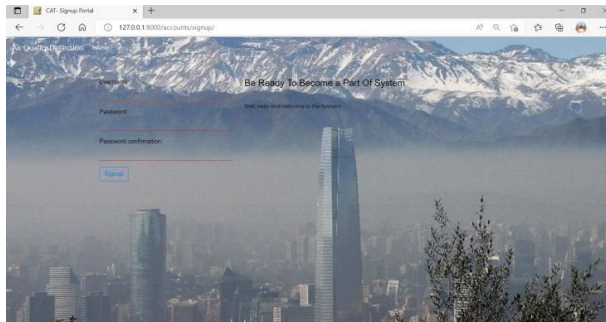 CAT- Signup Portal
127.0.0.1:8000/accounts/signup/
Air Quality Detection Home
Username:
Be Ready To Become a Part Of System
Password:
Password confirmation:
Signup